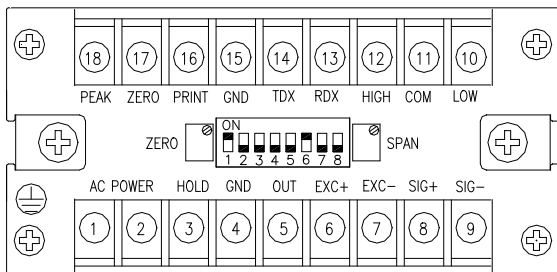 18 17 16 15 14 13 12 11 10
PEAK ZERO PRINT GND TDX RDX HIGH COM LOW
ZERO ON SPAN
1 2 3 4 5 6 7 8
AC POWER HOLD GND OUT EXC+ EXC- SIG+ SIG-
1 2 3 4 5 6 7 8 9